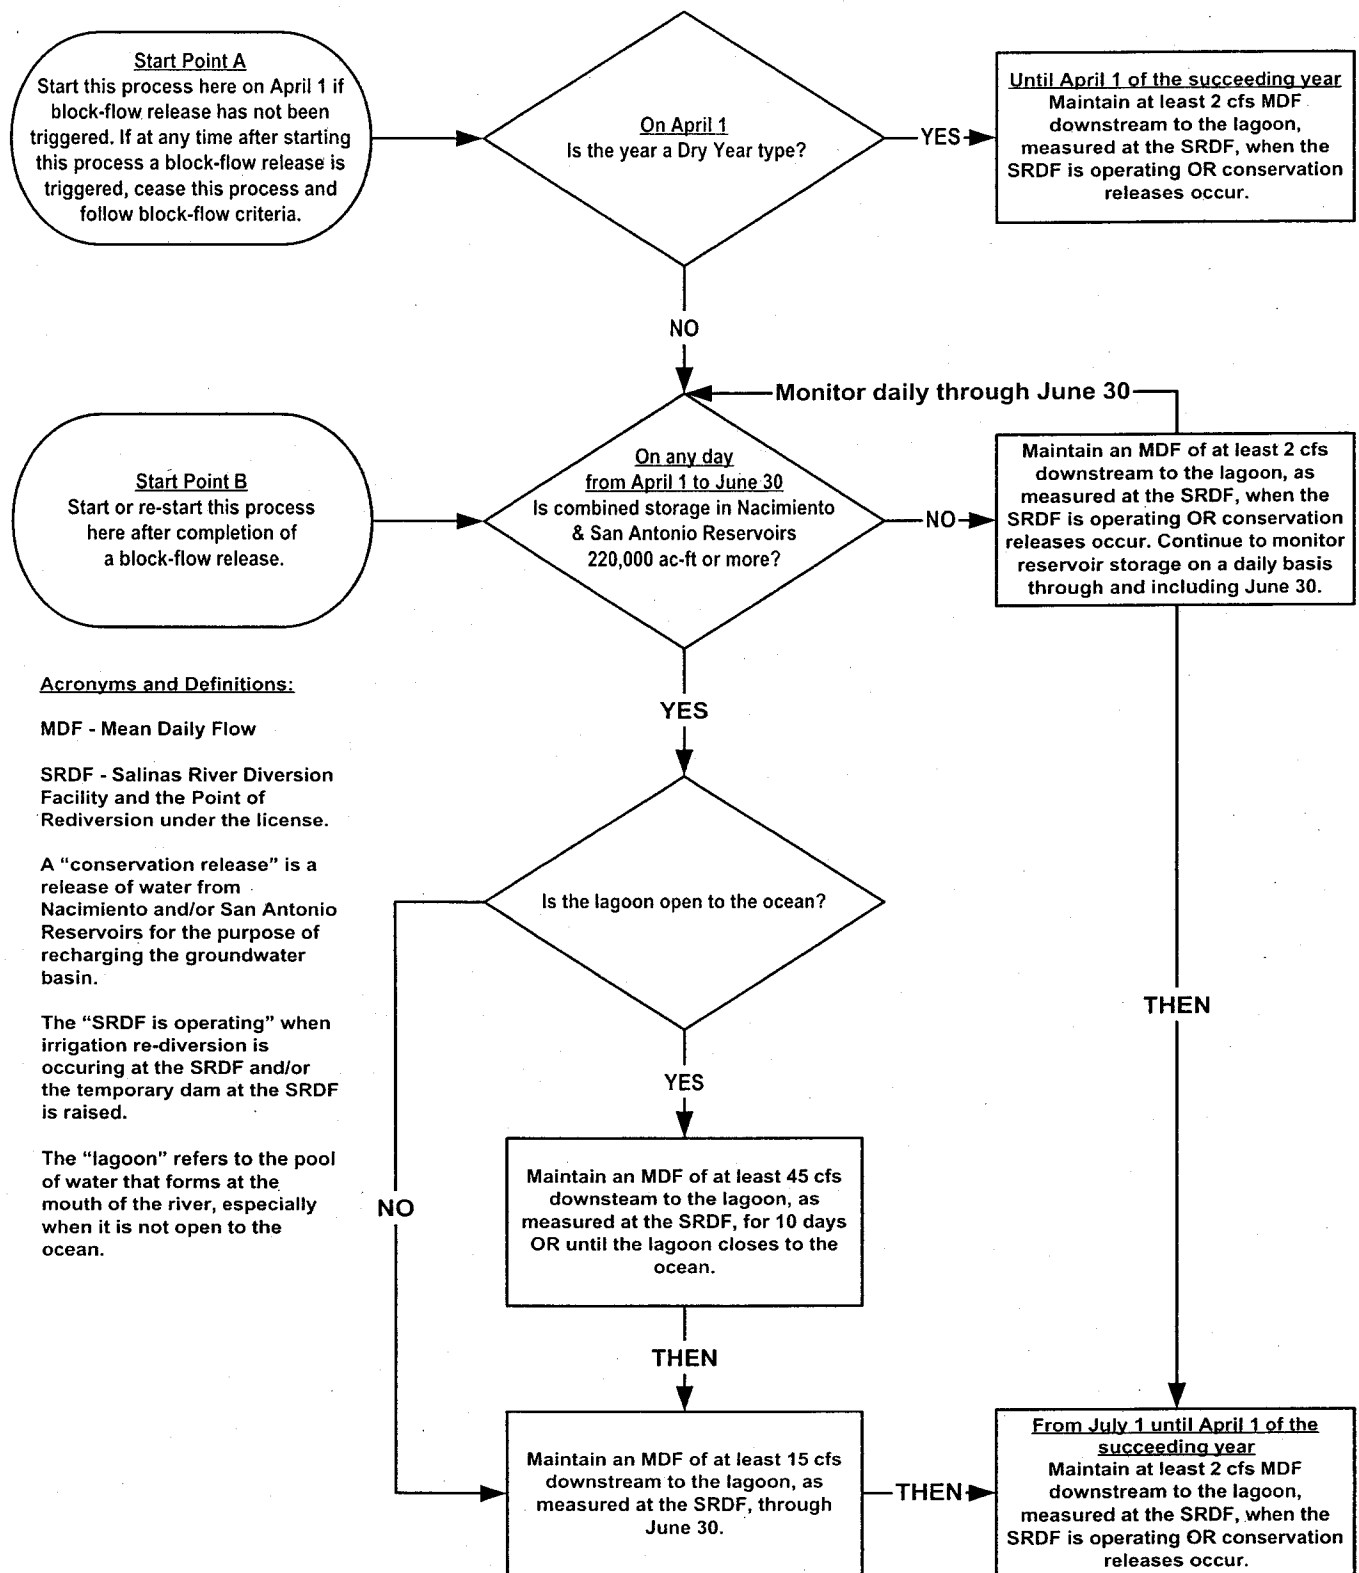 Start Point A
Start this process here on April 1 if
block-flow release has not been
triggered. If at any time after starting
this process a block-flow release is
triggered, cease this process and
follow block-flow criteria.
On April 1
Is the year a Dry Year type?
YES
Until April 1 of the succeeding year
Maintain at least 2 cfs MDF
downstream to the lagoon,
measured at the SRDF, when the
SRDF is operating OR conservation
releases occur.
NO
Monitor daily through June 30
Start Point B
Start or re-start this process
here after completion of
a block-flow release.
On any day
from April 1 to June 30
Is combined storage in Nacimiento
& San Antonio Reservoirs
220,000 ac-ft or more?
NO
Maintain an MDF of at least 2 cfs
downstream to the lagoon, as
measured at the SRDF, when the
SRDF is operating OR conservation
releases occur. Continue to monitor
reservoir storage on a daily basis
through and including June 30.
YES
Acronyms and Definitions:
MDF - Mean Daily Flow
SRDF - Salinas River Diversion
Facility and the Point of
Rediversion under the license.
A “conservation release” is a
release of water from
Nacimiento and/or San Antonio
Reservoirs for the purpose of
recharging the groundwater
basin.
The “SRDF is operating” when
irrigation re-diversion is
occuring at the SRDF and/or
the temporary dam at the SRDF
is raised.
The “lagoon” refers to the pool
of water that forms at the
mouth of the river, especially
when it is not open to the
ocean.
Is the lagoon open to the ocean?
THEN
YES
NO
Maintain an MDF of at least 45 cfs
downsteam to the lagoon, as
measured at the SRDF, for 10 days
OR until the lagoon closes to the
ocean.
THEN
Maintain an MDF of at least 15 cfs
downstream to the lagoon, as
measured at the SRDF, through
June 30.
THEN
From July 1 until April 1 of the
succeeding year
Maintain at least 2 cfs MDF
downstream to the lagoon,
measured at the SRDF, when the
SRDF is operating OR conservation
releases occur.